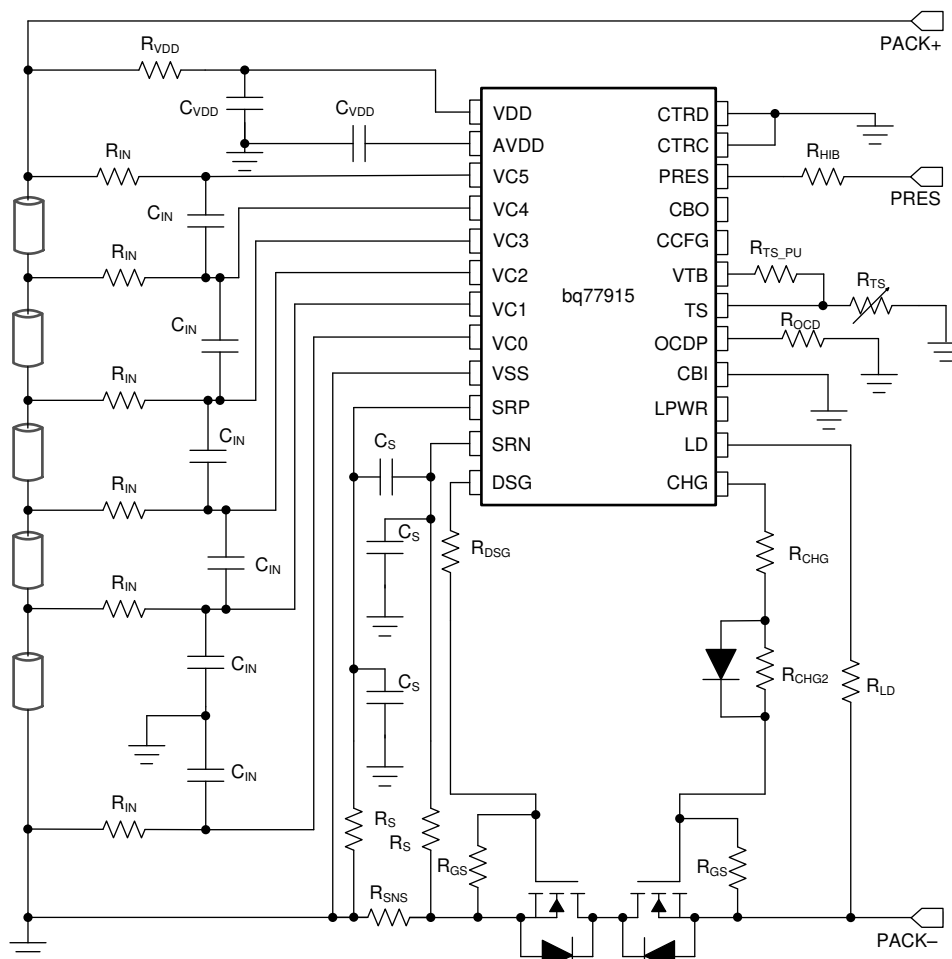 PACK+
RVDD
CVDD
CVDD
VDD
CTRD
AVDD
CTRC
RIN
VC5
PRES
RHIB
PRES
CIN
VC4
CBO
RIN
VC3
CCFG
VC2
VTB
RTS_PU
RTS
CIN
bq77915
VC1
TS
VC0
OCDP
ROCD
RIN
VSS
CBI
SRP
LPWR
CIN
CS
SRN
LD
RIN
DSG
CHG
CS
RDSG
RCHG
CIN
RIN
CIN
CS
RCHG2
RLD
CIN
RIN
RS
RS
RGS
RGS
RSNS
PACK–